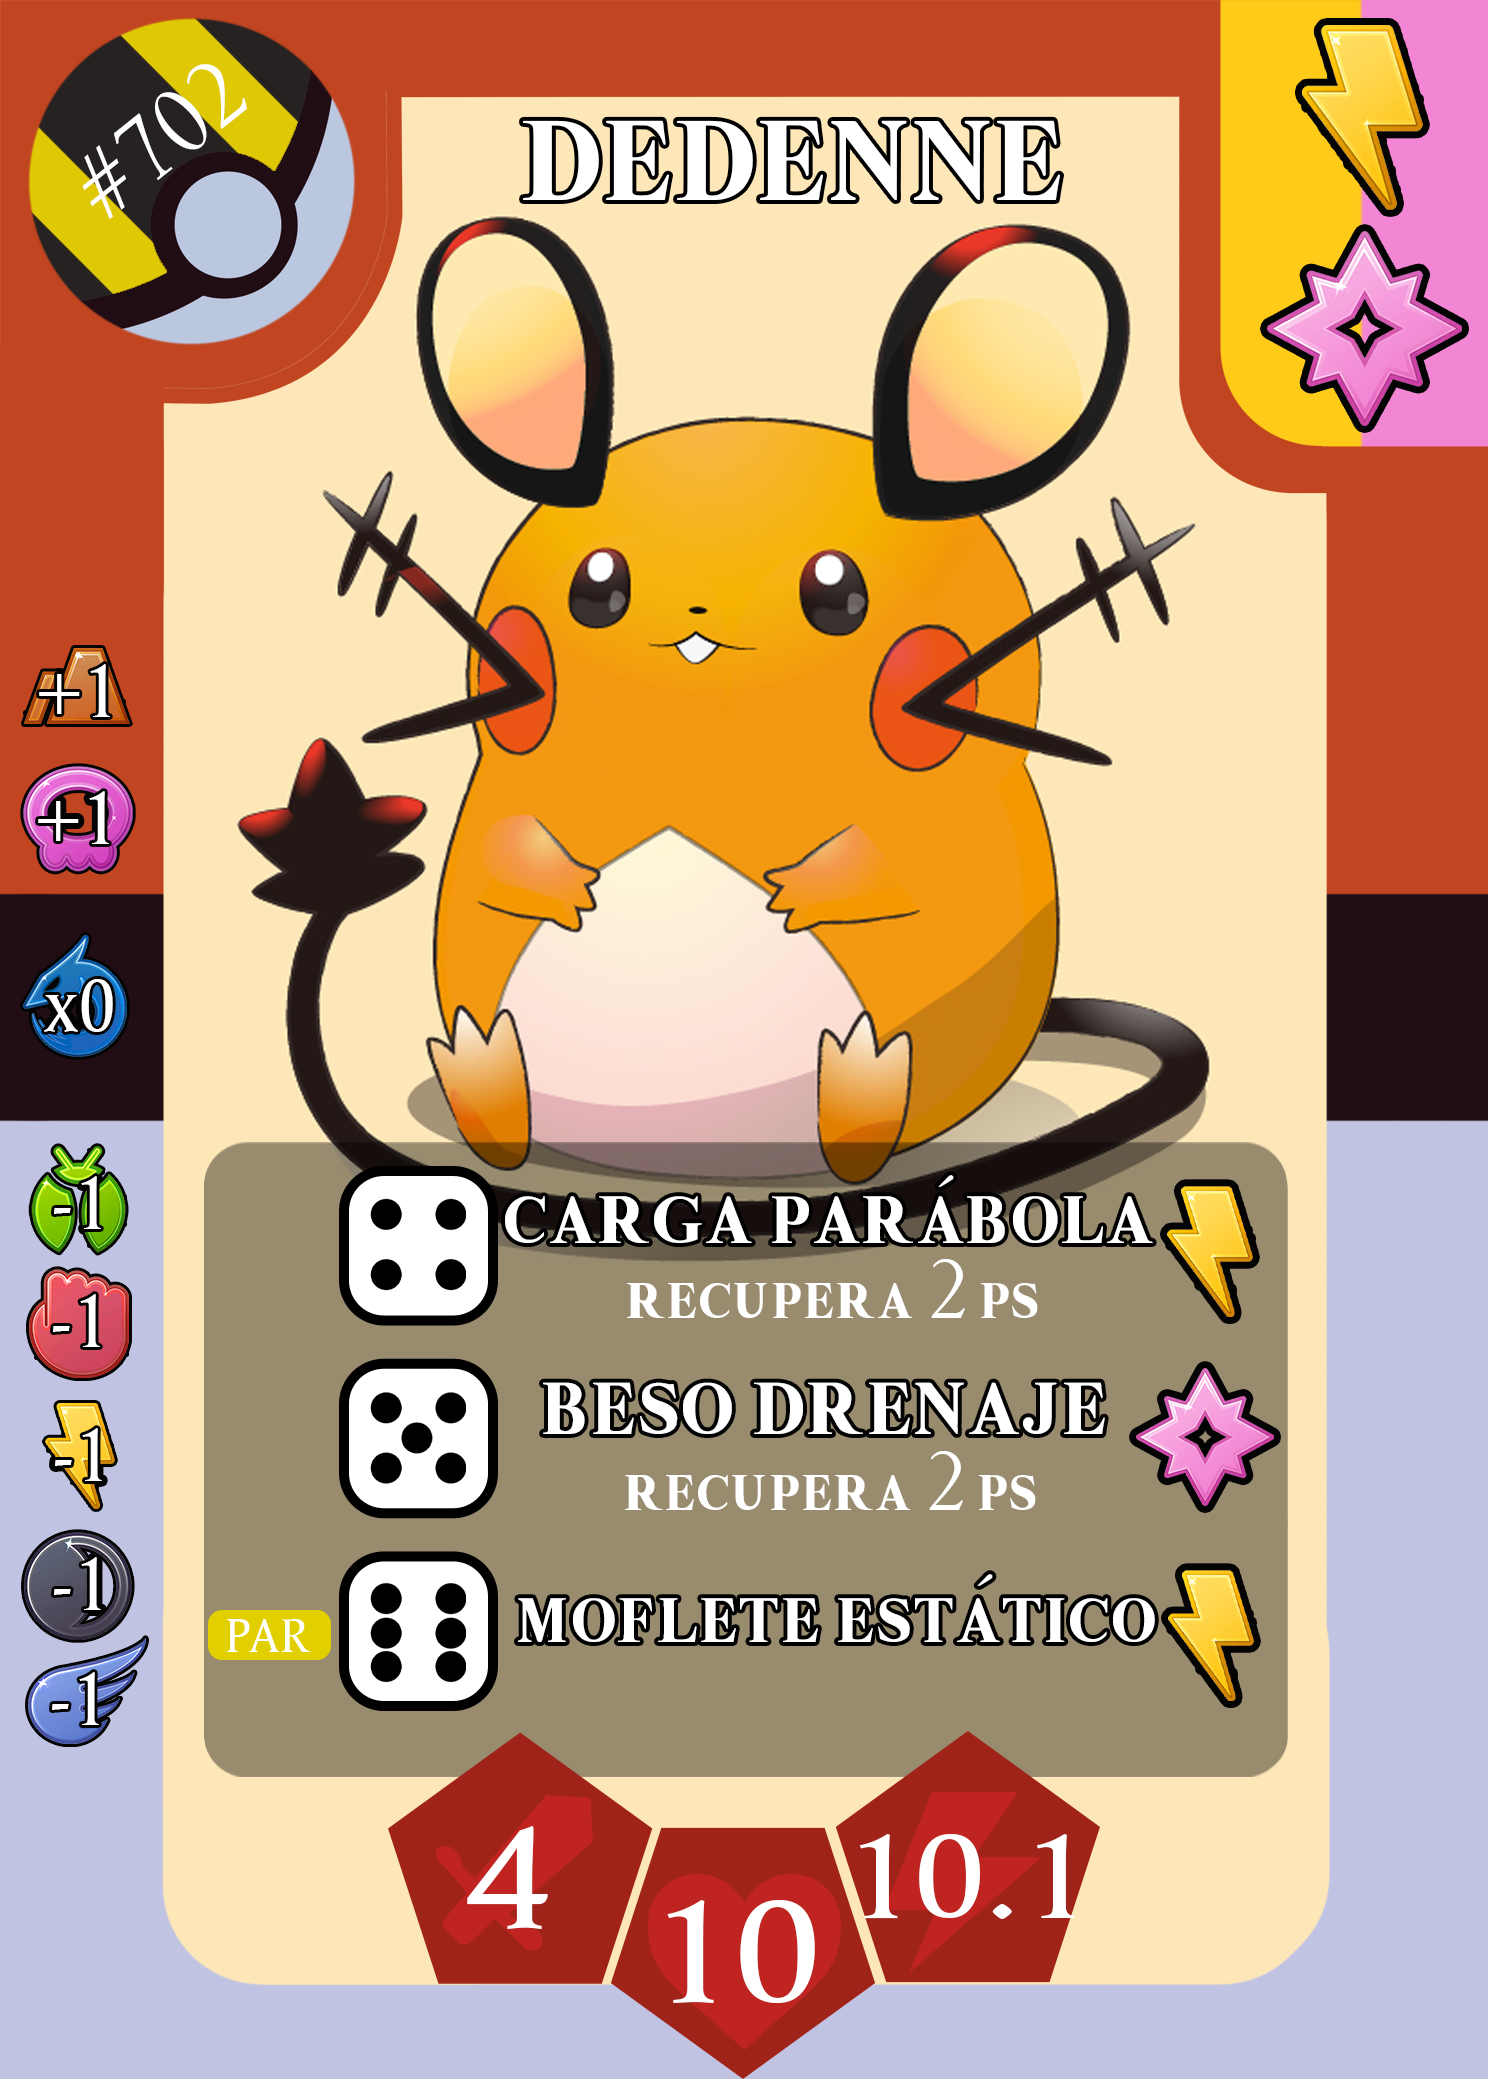 #702
DEDENNE
+1
+1
x0
-1
-1
-1
-1
-1
CARGA PARÁBOLA
RECUPERA 2 PS
BESO DRENAJE
RECUPERA 2 PS
PAR
MOFLETE ESTÁTICO
4
10
10.1